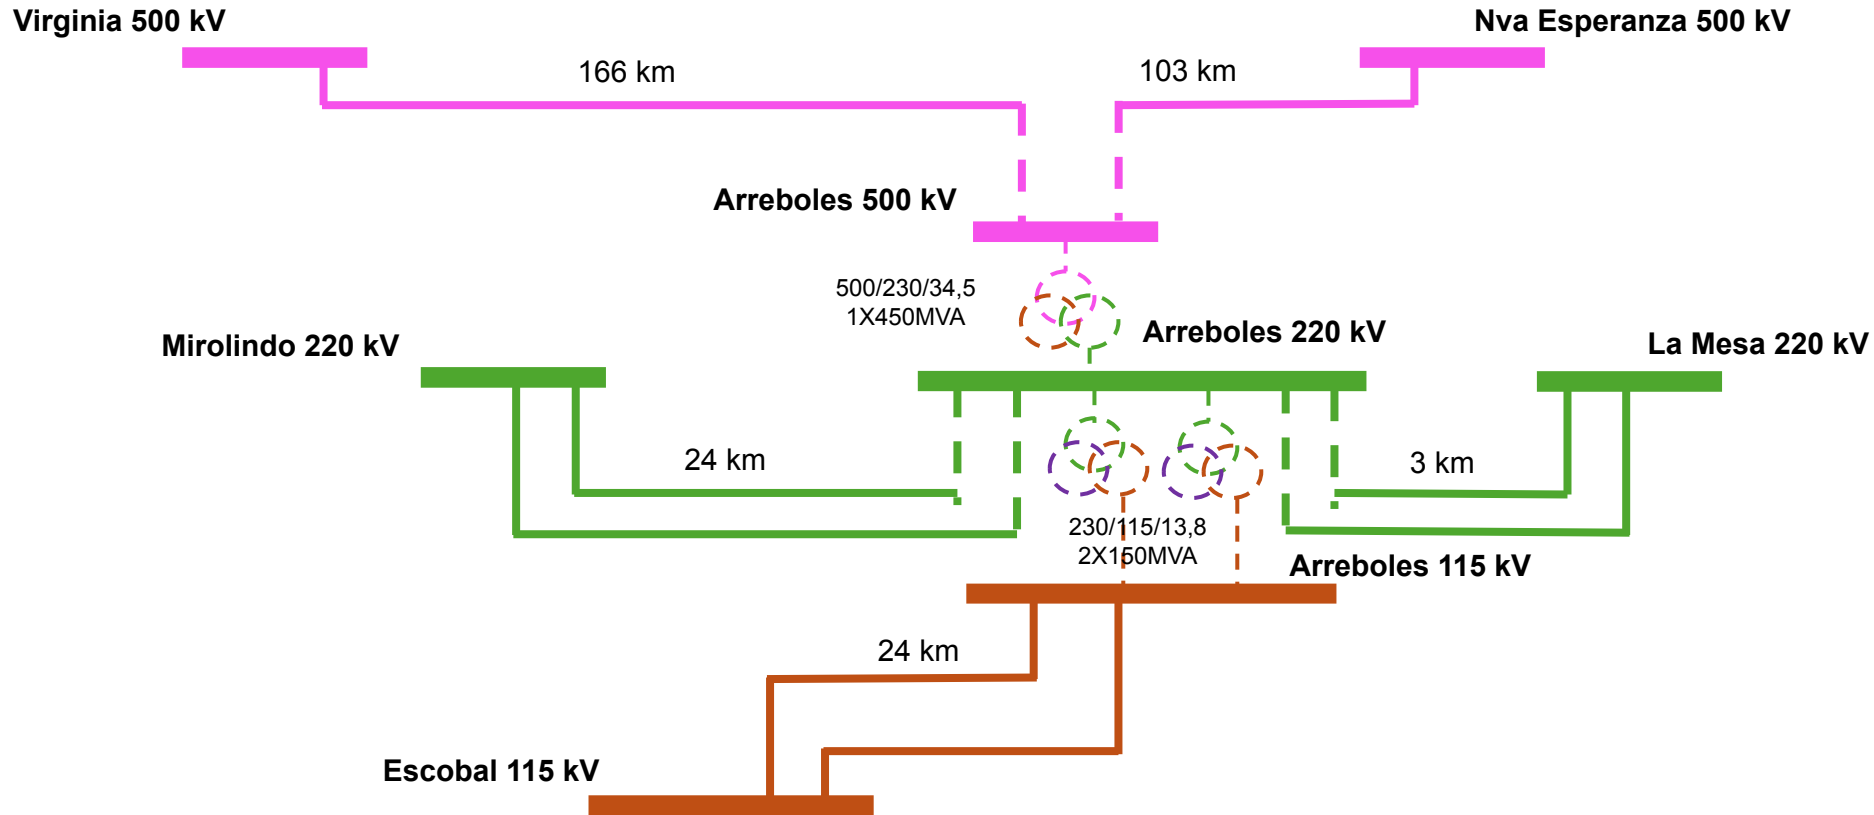 Virginia 500 kV
Nva Esperanza 500 kV
166 km
103 km
Arreboles 500 kV
500/230/34,5
1X450MVA
Arreboles 220 kV
Mirolindo 220 kV
La Mesa 220 kV
24 km
3 km
230/115/13,8
2X150MVA
Arreboles 115 kV
24 km
Escobal 115 kV